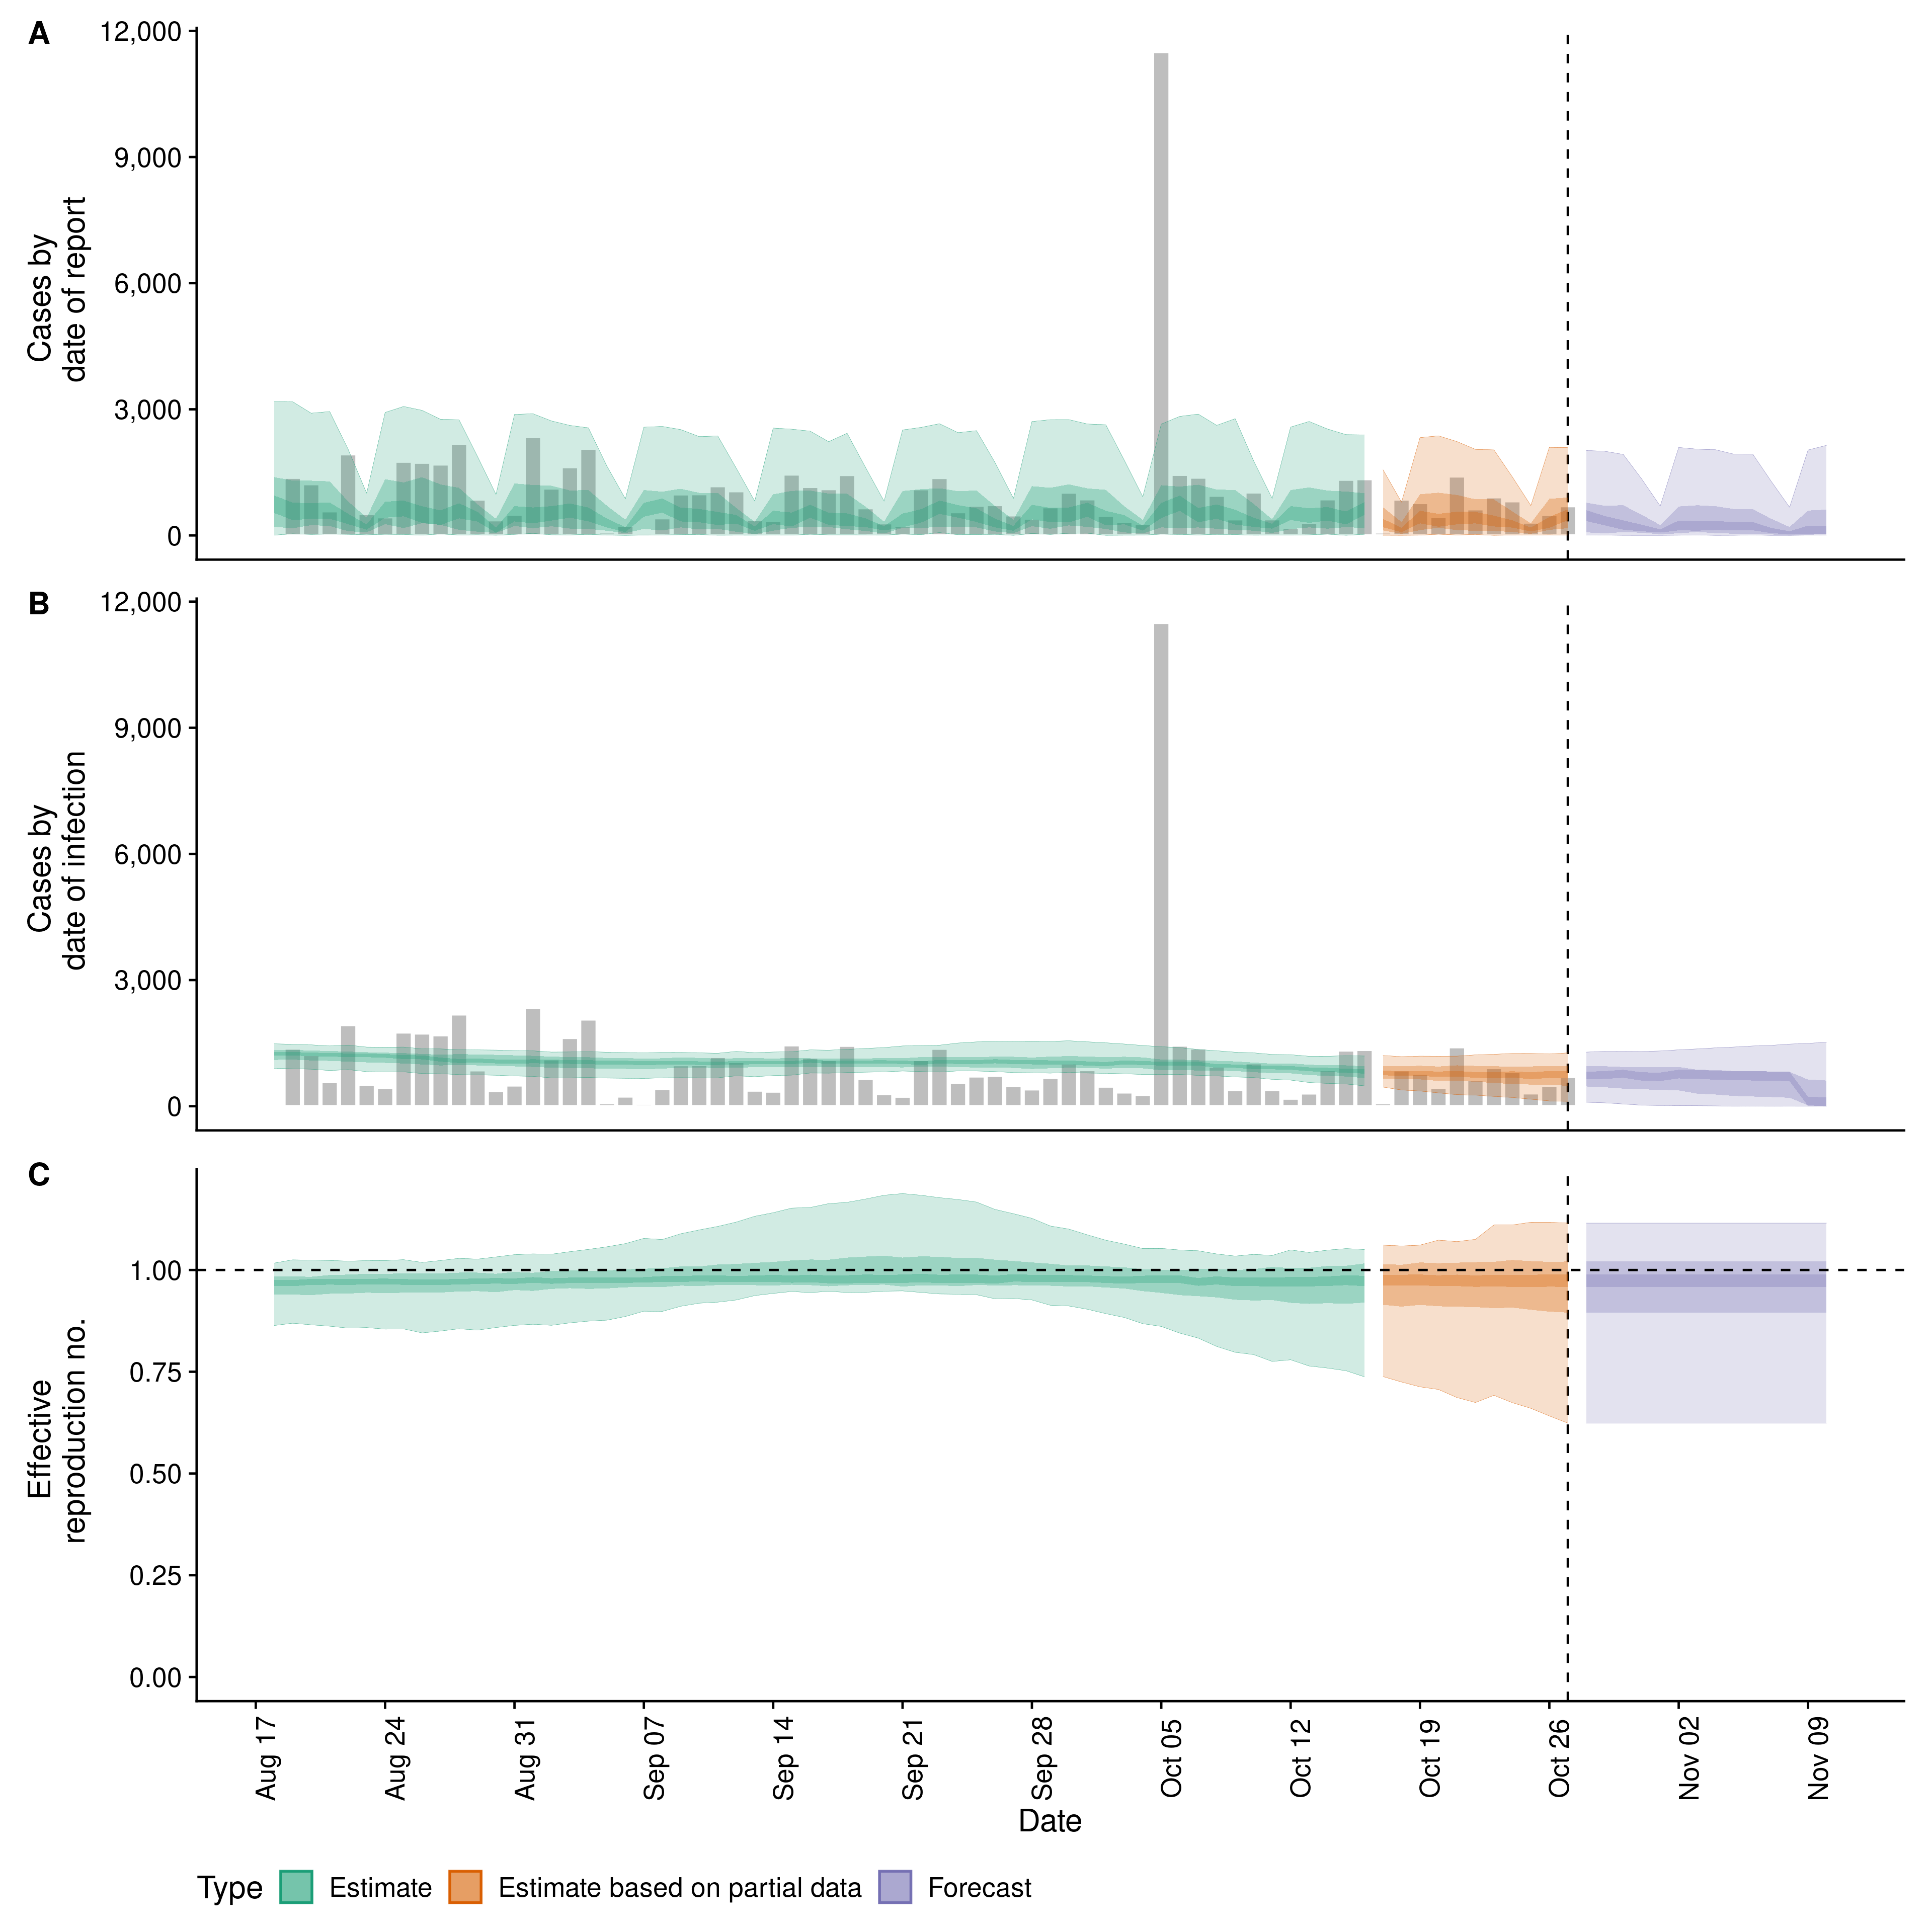 A
12,000
9,000
6,000
3,000
0
Cases by
date of report
B
12,000
9,000
6,000
3,000
0
Cases by
date of infection
C
1.00
0.75
0.50
0.25
0.00
Effective
reproduction no.
Aug 17
Aug 24
Aug 31
Sep 07
Sep 14
Sep 21
Sep 28
Oct 05
Oct 12
Oct 19
Oct 26
Nov 02
Nov 09
Date
Type Estimate Estimate based on partial data Forecast